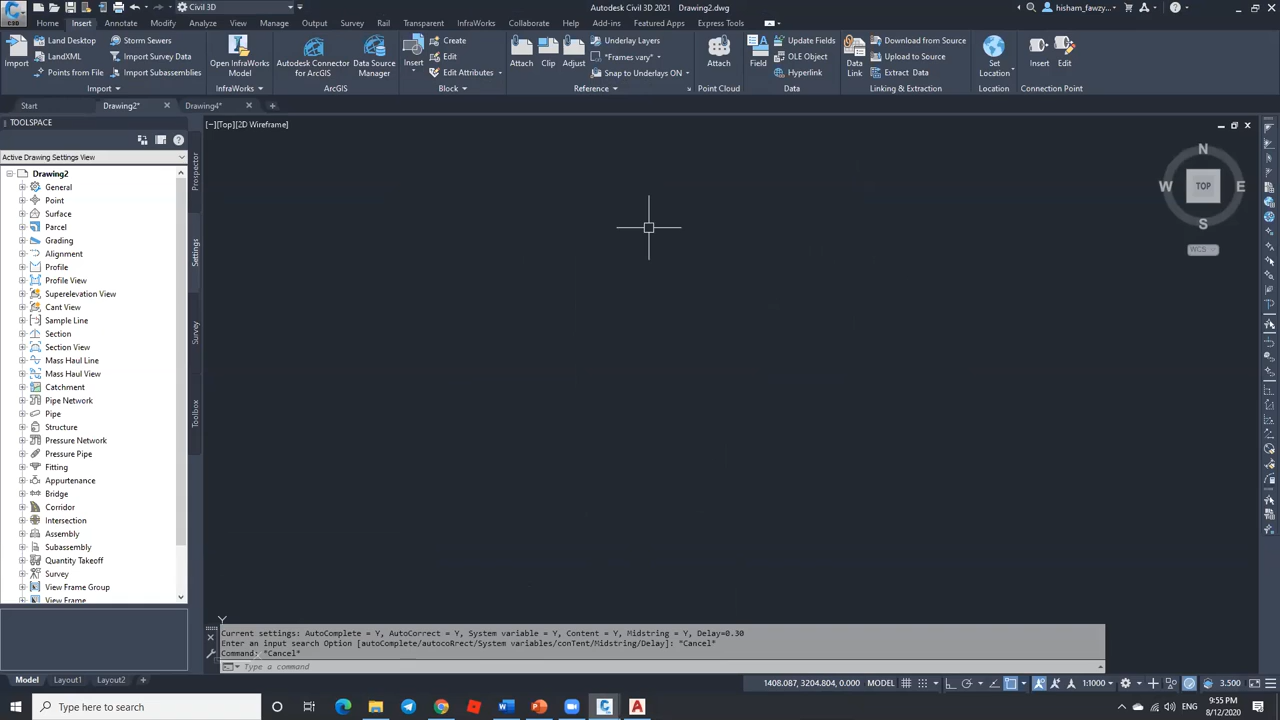 C3D
Civil 3D
Autodesk Civil 3D 2021 Drawing2.dwg
hisham_fawzy...
Home Insert Annotate Modify Analyze View Manage Output Survey Rail Transparent InfraWorks Collaborate Help Add-ins Featured Apps Express Tools
Import
Land Desktop
LandXML
Points from File
Storm Sewers
Import Survey Data
Import Subassemblies
Open InfraWorks Model
Autodesk Connector for ArcGIS
Data Source Manager
Insert
Create
Edit
Edit Attributes
Attach
Clip
Adjust
Underlay Layers
*Frames vary*
Snap to Underlays ON
Attach
Field
Update Fields
OLE Object
Hyperlink
Data Link
Download from Source
Upload to Source
Extract Data
Set Location
Insert
Edit
Import InfraWorks ArcGIS Block Reference Point Cloud Data Linking & Extraction Location Connection Point
Start Drawing2* Drawing4*
TOOLSPACE
Active Drawing Settings View
Drawing2
General
Point
Surface
Parcel
Grading
Alignment
Profile
Profile View
Superelevation View
Cant View
Sample Line
Section
Section View
Mass Haul Line
Mass Haul View
Catchment
Pipe Network
Pipe
Structure
Pressure Network
Pressure Pipe
Fitting
Appurtenance
Bridge
Corridor
Intersection
Assembly
Subassembly
Quantity Takeoff
Survey
View Frame Group
View Frame
Prospector
Settings
Survey
Toolbox
[−][Top][2D Wireframe]
N
W TOP E
S
WCS
Y
Current settings: AutoComplete = Y, AutoCorrect = Y, System variable = Y, Content = Y, Midstring = Y, Delay=0.30
Enter an input search Option [autoComplete/autocoRrect/System variables/conTent/Midstring/Delay]: *Cancel*
Command: *Cancel*
Type a command
Model Layout1 Layout2
1408.087, 3204.804, 0.000 MODEL
1:1000
3.500
Type here to search
ENG
9:55 PM
8/12/2020